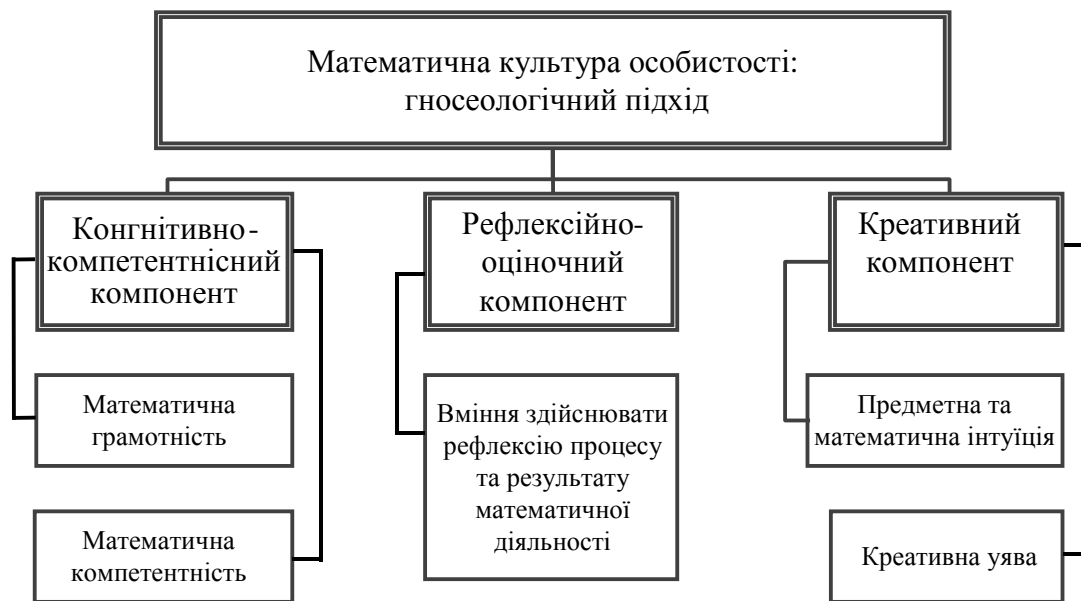 Математична культура особистості:
гносеологічний підхід
Конгнітивно-
компетентнісний
компонент
Рефлексійно-
оціночний
компонент
Креативний
компонент
Математична
грамотність
Вміння здійснювати
рефлексію процесу
та результату
математичної
діяльності
Предметна та
математична інтуїція
Математична
компетентність
Креативна уява